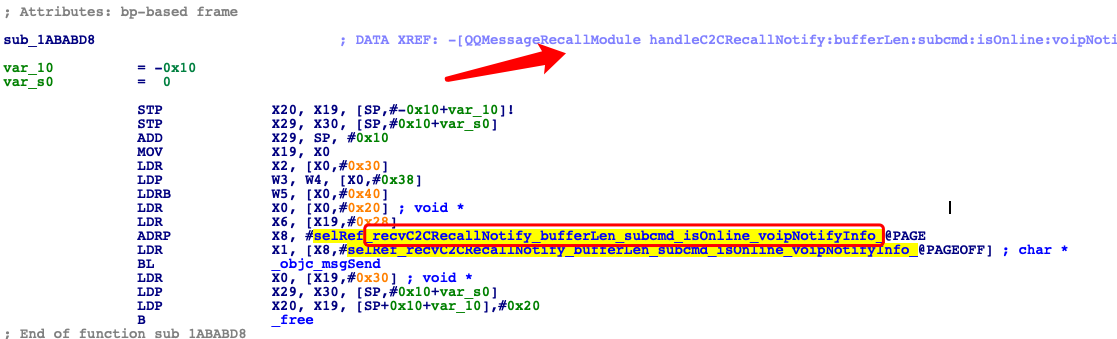 ; Attributes: bp-based frame
sub_1ABABD8 ; DATA XREF: -[QQMessageRecallModule handleC2CRecallNotify:bufferLen:subcmd:isOnline:voipNoti
var_10 = -0x10
var_s0 = 0
STP X20, X19, [SP,#-0x10+var_10]!
STP X29, X30, [SP,#0x10+var_s0]
ADD X29, SP, #0x10
MOV X19, X0
LDR X2, [X0,#0x30]
LDP W3, W4, [X0,#0x38]
LDRB W5, [X0,#0x40]
LDR X0, [X0,#0x20] ; void *
LDR X6, [X19,#0x28]
ADRP X8, #selRef_recvC2CRecallNotify_bufferLen_subcmd_isOnline_voipNotifyInfo_@PAGE
LDR X1, [X8,#selRef_recvC2CRecallNotify_bufferLen_subcmd_isOnline_voipNotifyInfo_@PAGEOFF] ; char *
BL _objc_msgSend
LDR X0, [X19,#0x30] ; void *
LDP X29, X30, [SP,#0x10+var_s0]
LDP X20, X19, [SP+0x10+var_10],#0x20
B _free
; End of function sub_1ABABD8